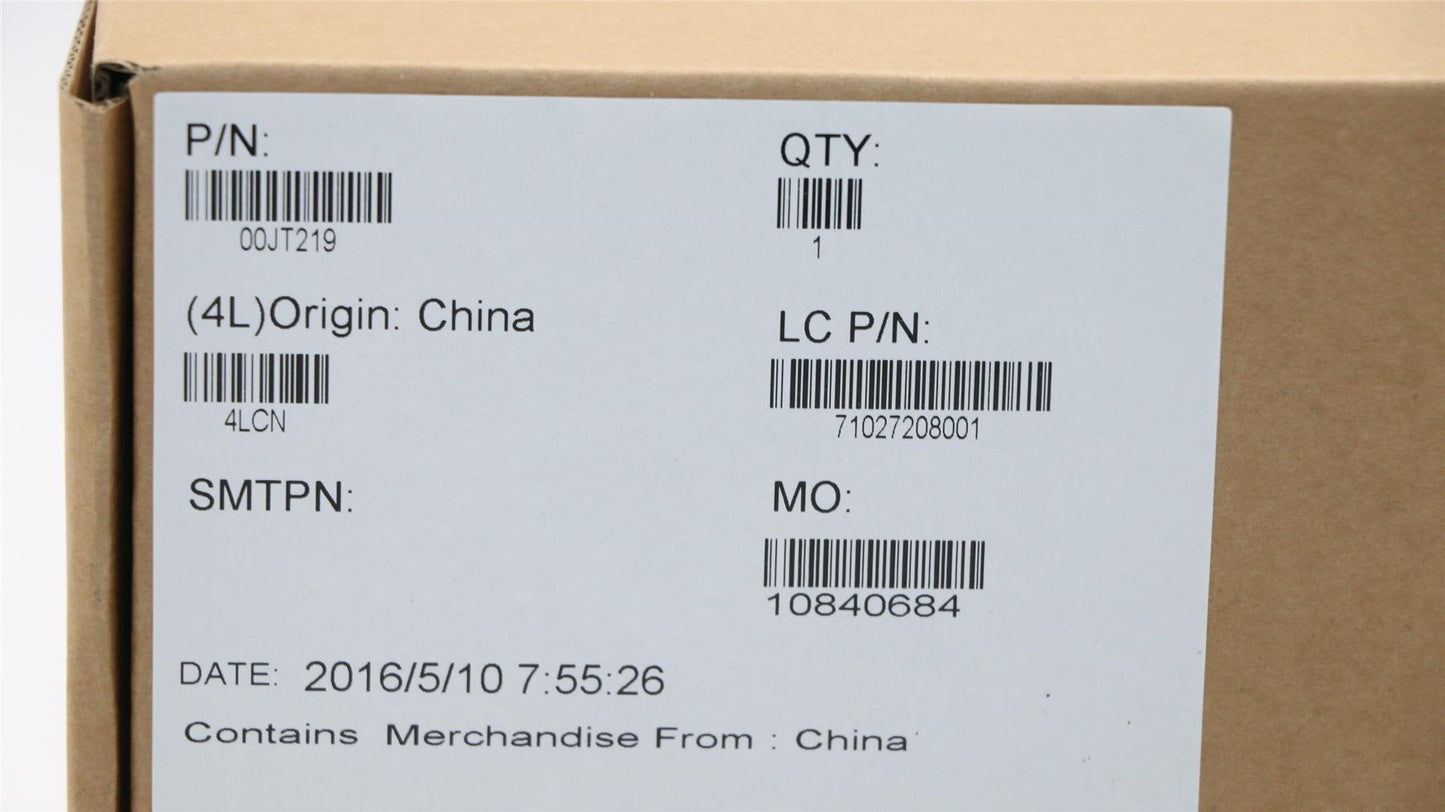 P/N:
00JT219
QTY:
1
(4L)Origin: China
4LCN
LC P/N:
71027208001
SMTPN:
MO:
10840684
DATE: 2016/5/10 7:55:26
Contains Merchandise From : China